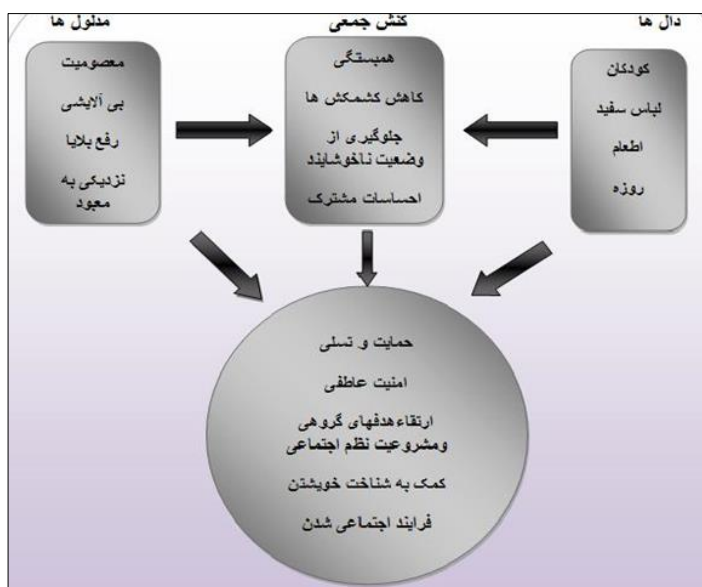 دال ها
کودکان
لباس سفید
اطعام
روزه
کنش جمعی
همبستگی
کاهش کشمکش ها
جلوگیری از
وضعیت ناخوشایند
احساسات مشترک
مدلول ها
معصومیت
بی آلایشی
رفع بلایا
نزدیکی به
معبود
حمایت و تسلی
امنیت عاطفی
ارتقاءهدفهای گروهی
ومشروعیت نظم اجتماعی
کمک به شناخت خویشتن
فرایند اجتماعی شدن